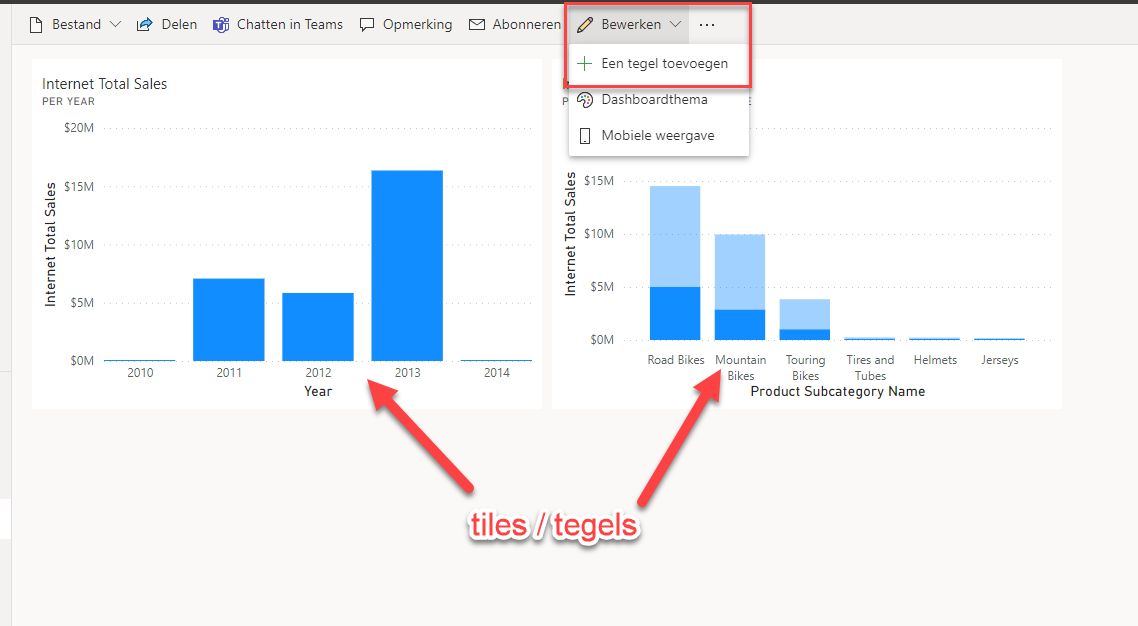 Bestand Delen Chatten in Teams Opmerking Abonneren Bewerken ...
Een tegel toevoegen
Dashboardthema
Mobiele weergave
Internet Total Sales
PER YEAR
$20M
$15M
$10M
$5M
$0M
Internet Total Sales
2010 2011 2012 2013 2014
Year
$15M
$10M
$5M
$0M
Internet Total Sales
Road Bikes Mountain Bikes Touring Bikes Tires and Tubes Helmets Jerseys
Product Subcategory Name
tiles / tegels